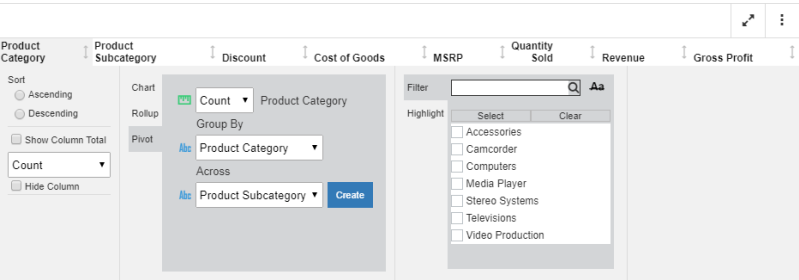 Product Category
Product Subcategory
Discount
Cost of Goods
MSRP
Quantity Sold
Revenue
Gross Profit
Sort
Ascending
Descending
Show Column Total
Count
Hide Column
Chart
Rollup
Pivot
Count Product Category
Group By
Abc Product Category
Across
Abc Product Subcategory Create
Filter
Aa
Highlight
Select Clear
Accessories
Camcorder
Computers
Media Player
Stereo Systems
Televisions
Video Production